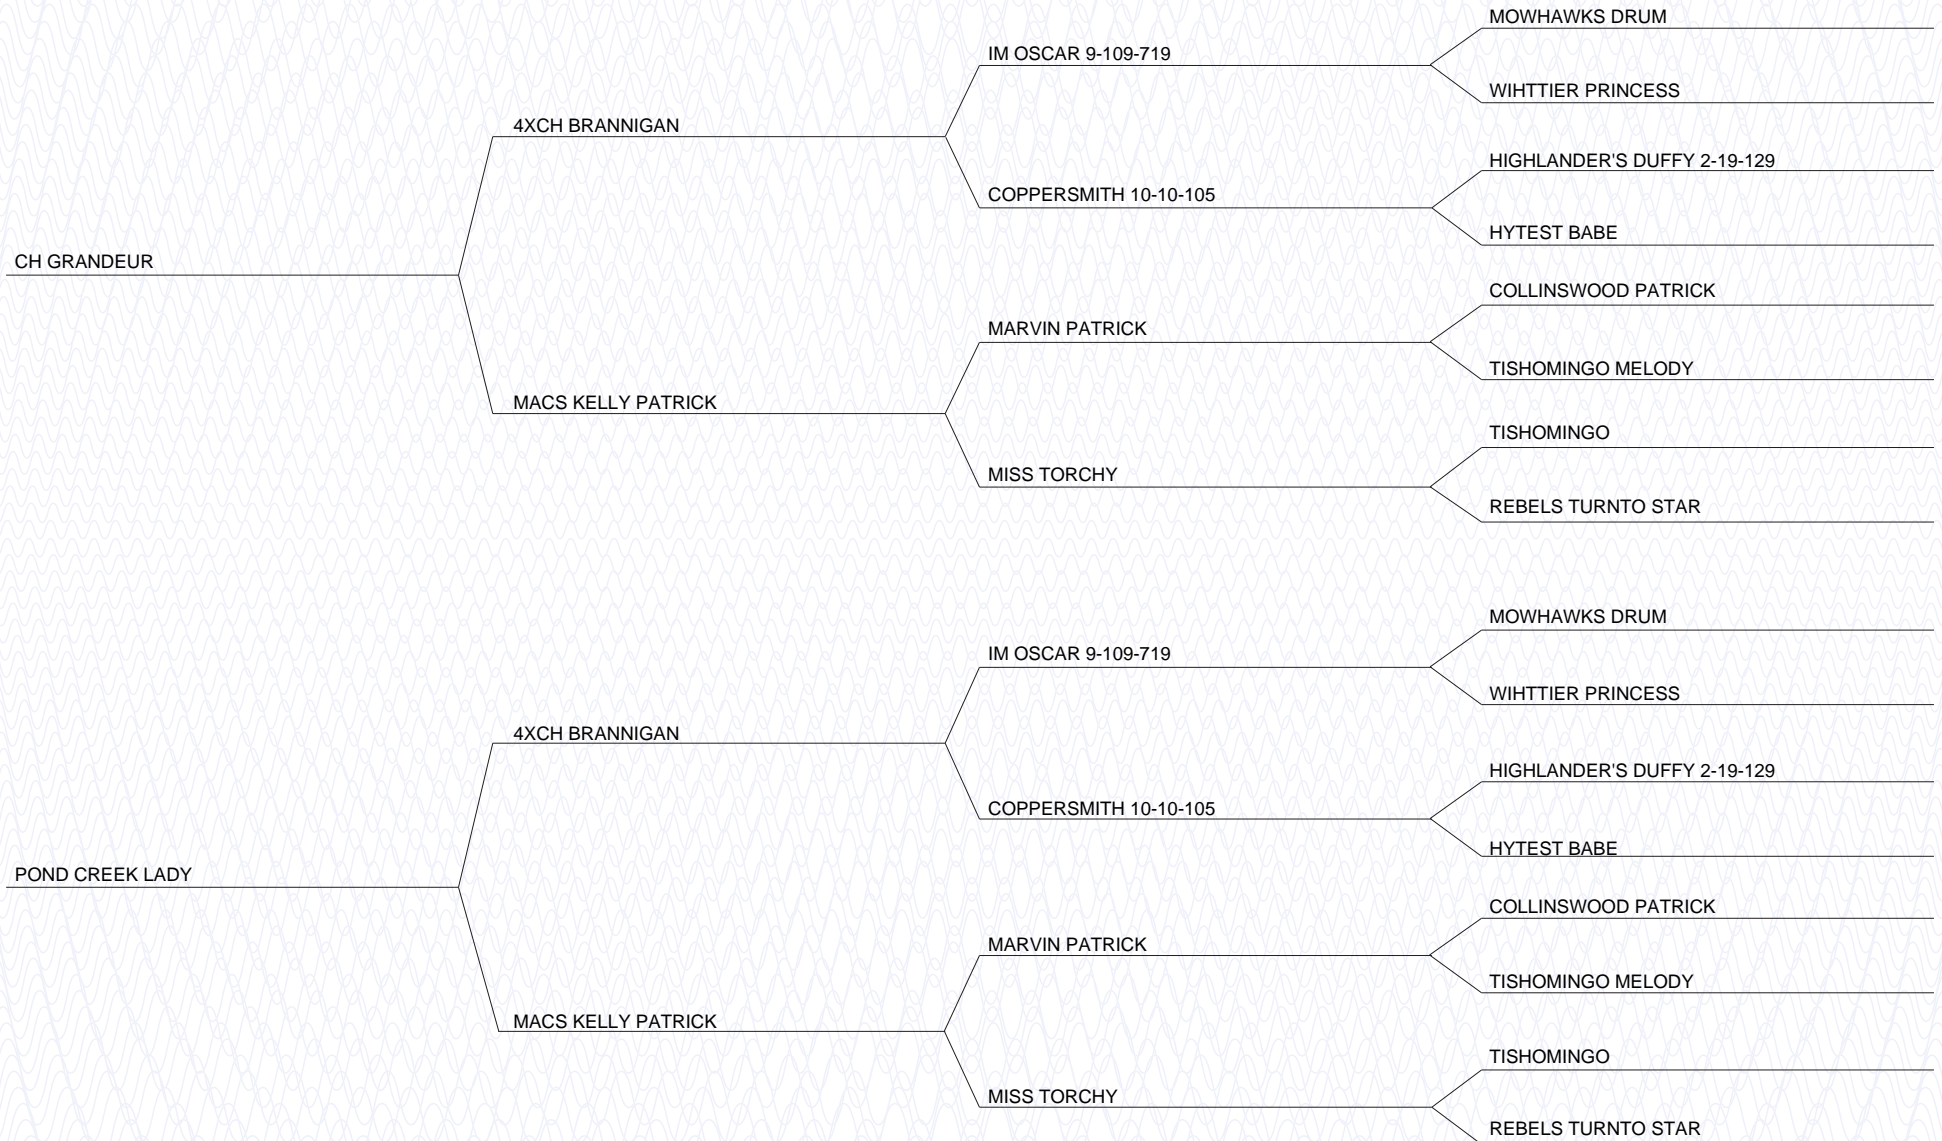 MOWHAWKS DRUM
IM OSCAR 9-109-719
WIHTTIER PRINCESS
4XCH BRANNIGAN
HIGHLANDER'S DUFFY 2-19-129
COPPERSMITH 10-10-105
HYTEST BABE
CH GRANDEUR
COLLINSWOOD PATRICK
MARVIN PATRICK
TISHOMINGO MELODY
MACS KELLY PATRICK
TISHOMINGO
MISS TORCHY
REBELS TURNTO STAR
MOWHAWKS DRUM
IM OSCAR 9-109-719
WIHTTIER PRINCESS
4XCH BRANNIGAN
HIGHLANDER'S DUFFY 2-19-129
COPPERSMITH 10-10-105
HYTEST BABE
POND CREEK LADY
COLLINSWOOD PATRICK
MARVIN PATRICK
TISHOMINGO MELODY
MACS KELLY PATRICK
TISHOMINGO
MISS TORCHY
REBELS TURNTO STAR